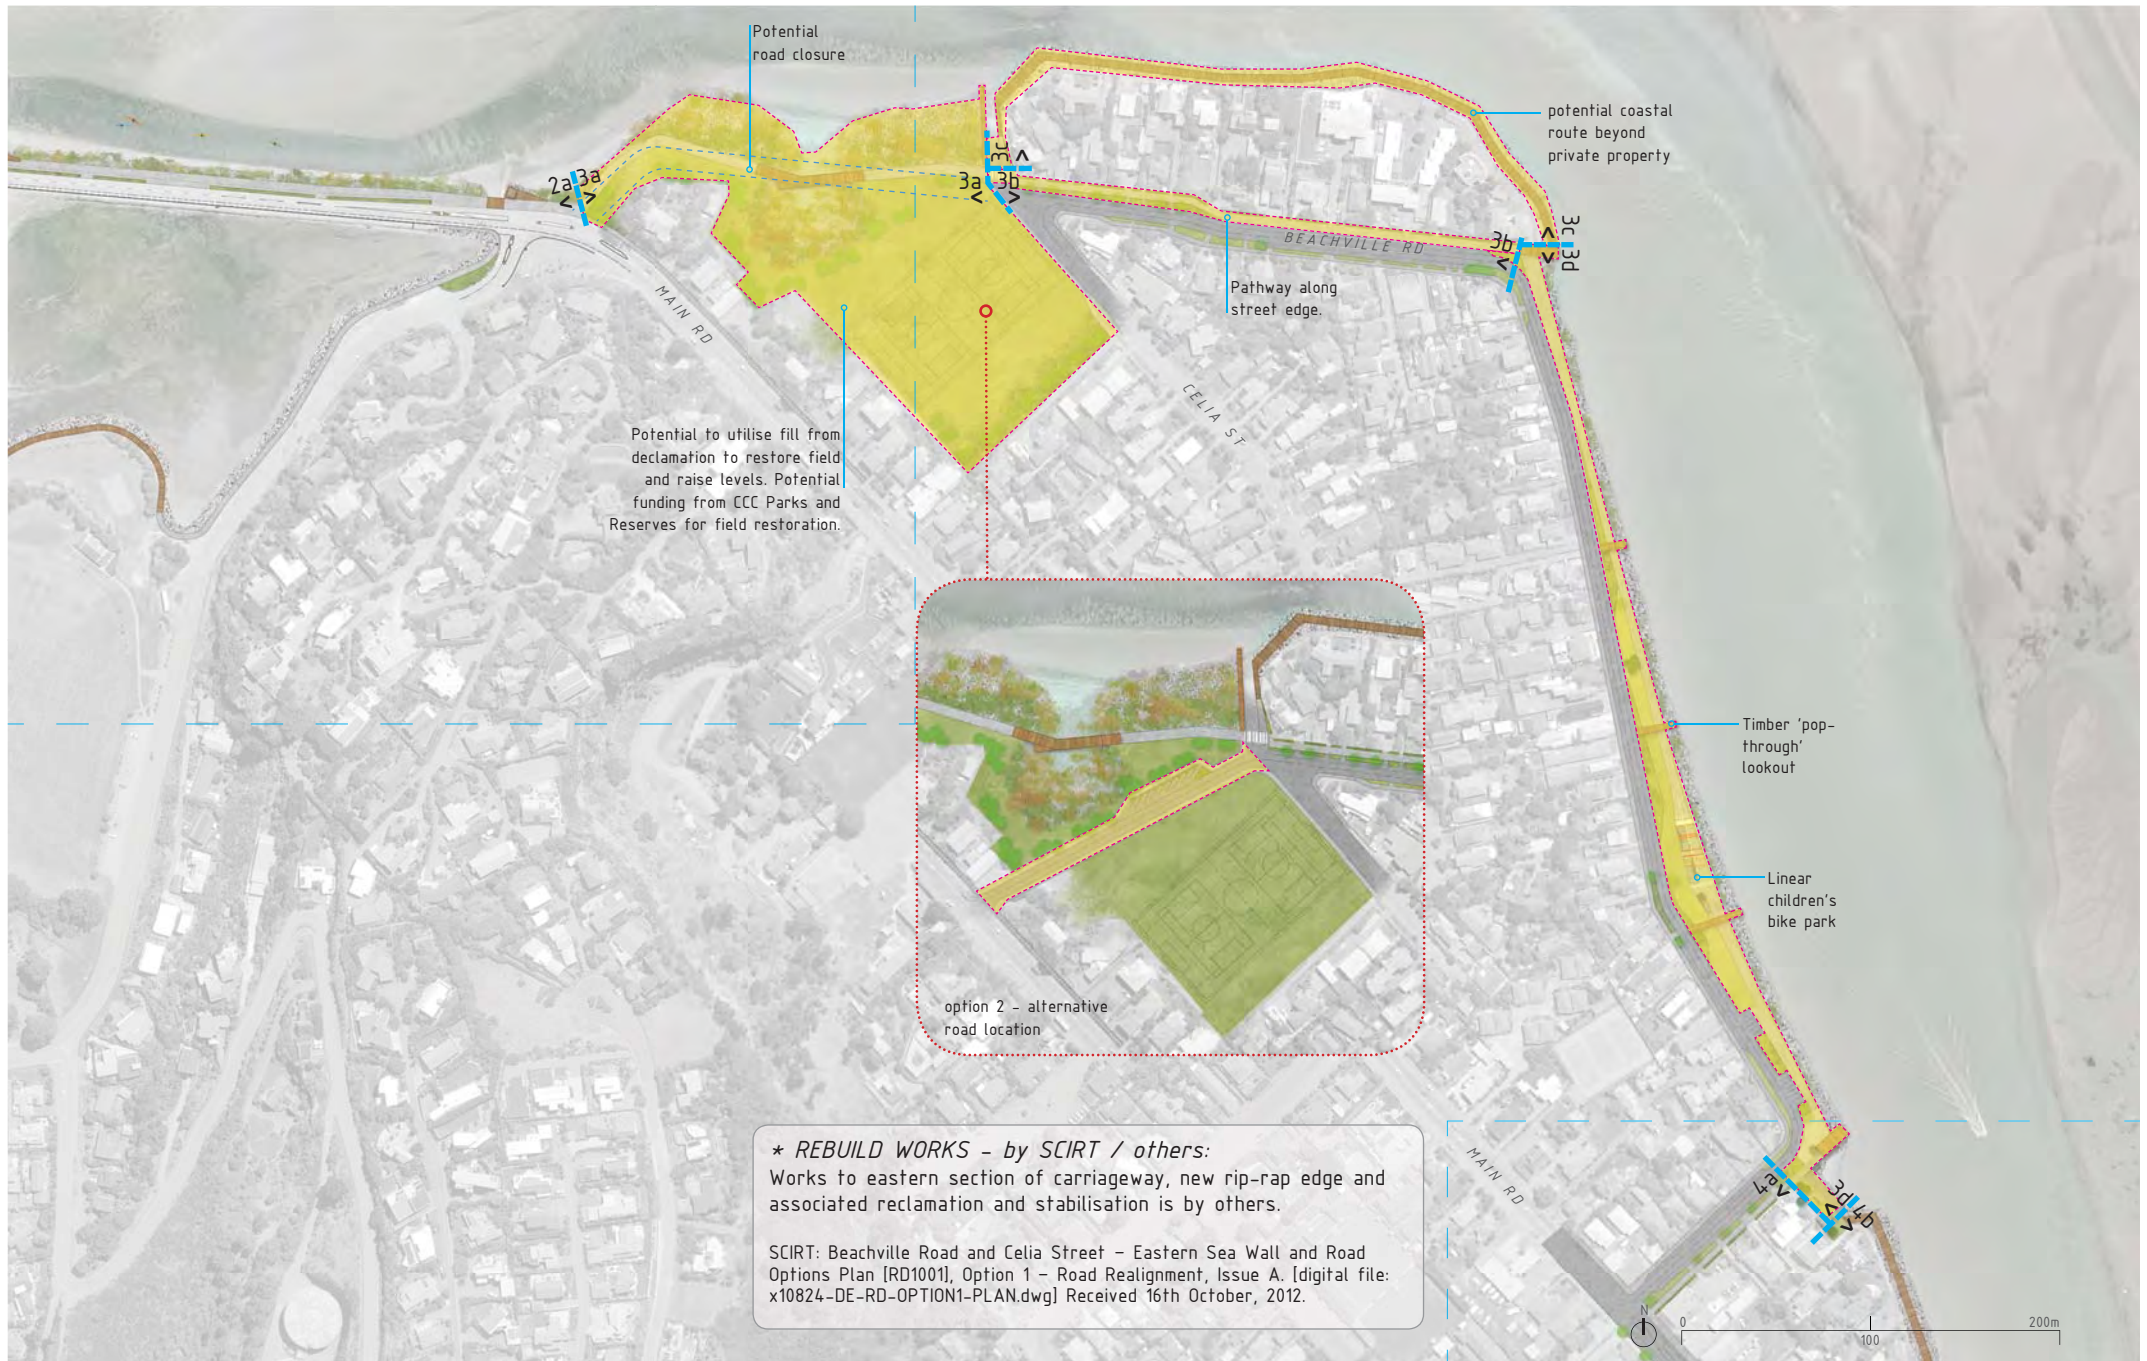 Potential
road closure
potential coastal
route beyond
private property
2a
3a
3c
3a
3b
3b
3c
3d
BEACHVILLE RD
Pathway along
street edge.
MAIN RD
CELIA ST
Potential to utilise fill from
declamation to restore field
and raise levels. Potential
funding from CCC Parks and
Reserves for field restoration.
Timber ‘pop-
through’
lookout
Linear
children’s
bike park
option 2 - alternative
road location
* REBUILD WORKS - by SCIRT / others:
Works to eastern section of carriageway, new rip-rap edge and
associated reclamation and stabilisation is by others.
SCIRT: Beachville Road and Celia Street – Eastern Sea Wall and Road
Options Plan [RD1001], Option 1 – Road Realignment, Issue A. [digital file:
x10824-DE-RD-OPTION1-PLAN.dwg] Received 16th October, 2012.
MAIN RD
4a
3d
4b
N
0
100
200m